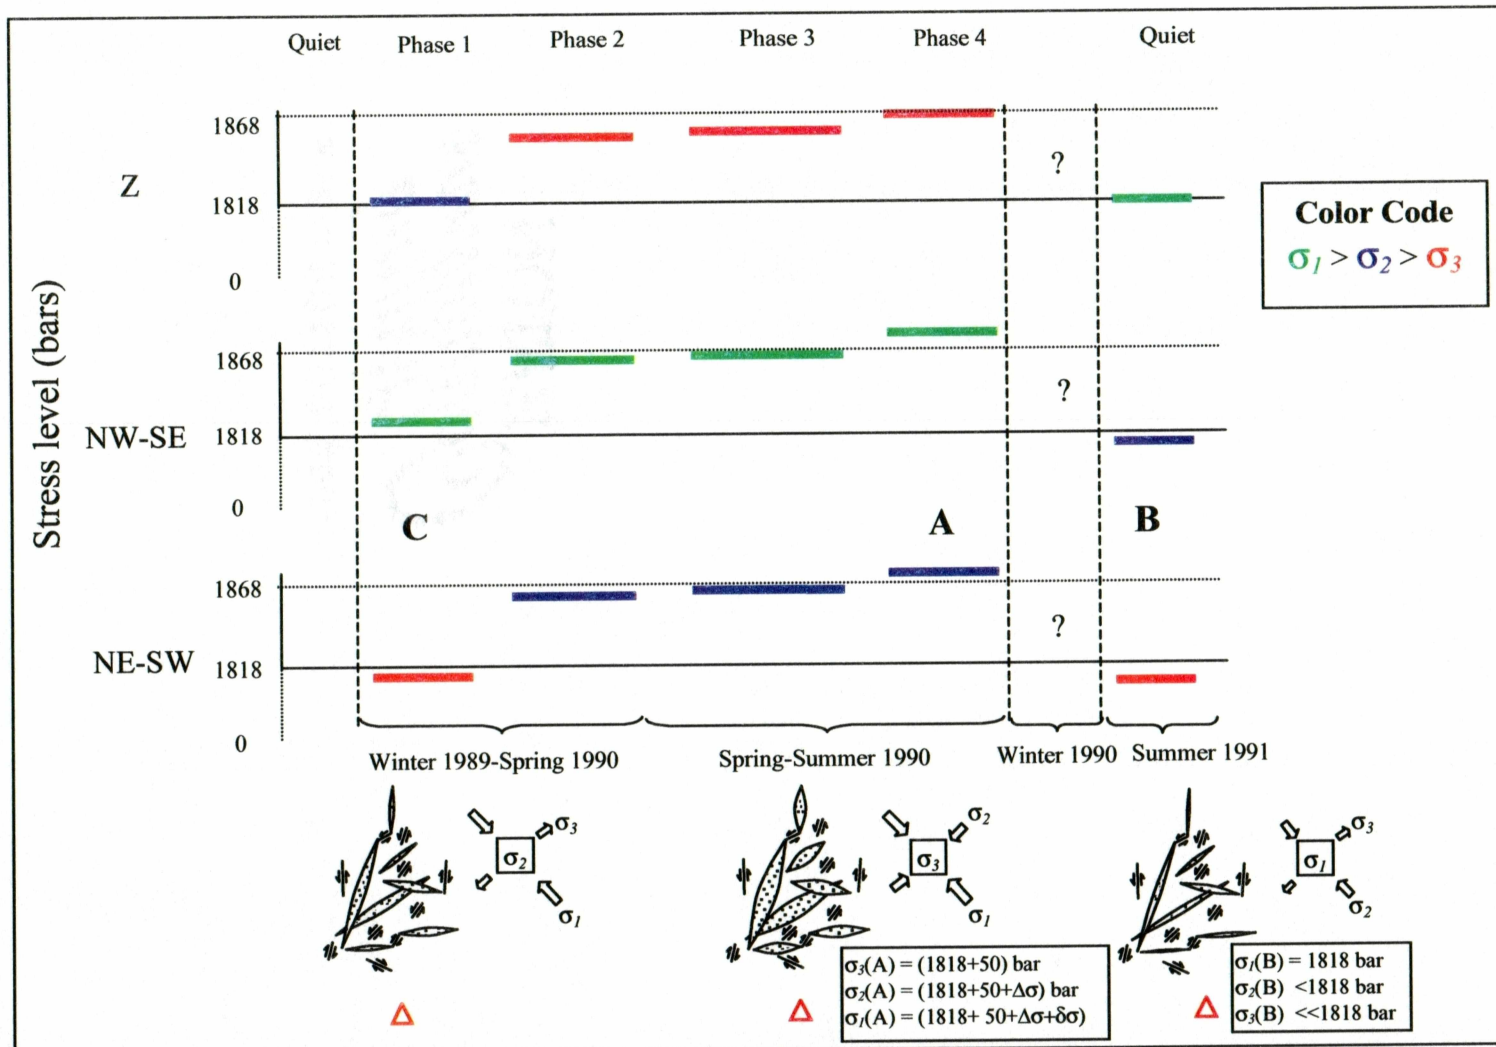 Quiet Phase 1 Phase 2 Phase 3 Phase 4 Quiet
1868
Z
?
1818
0
Color Code
σ1 > σ2 > σ3
Stress level (bars)
1868
?
NW-SE 1818
0
C A B
1868
?
NE-SW 1818
0
Winter 1989-Spring 1990 Spring-Summer 1990 Winter 1990 Summer 1991
σ3
σ2
σ1
σ2
σ3
σ1
σ3
σ1
σ2
σ3(A) = (1818+50) bar
σ2(A) = (1818+50+Δσ) bar
σ1(A) = (1818+ 50+Δσ+δσ)
σ1(B) = 1818 bar
σ2(B) <1818 bar
σ3(B) <<1818 bar